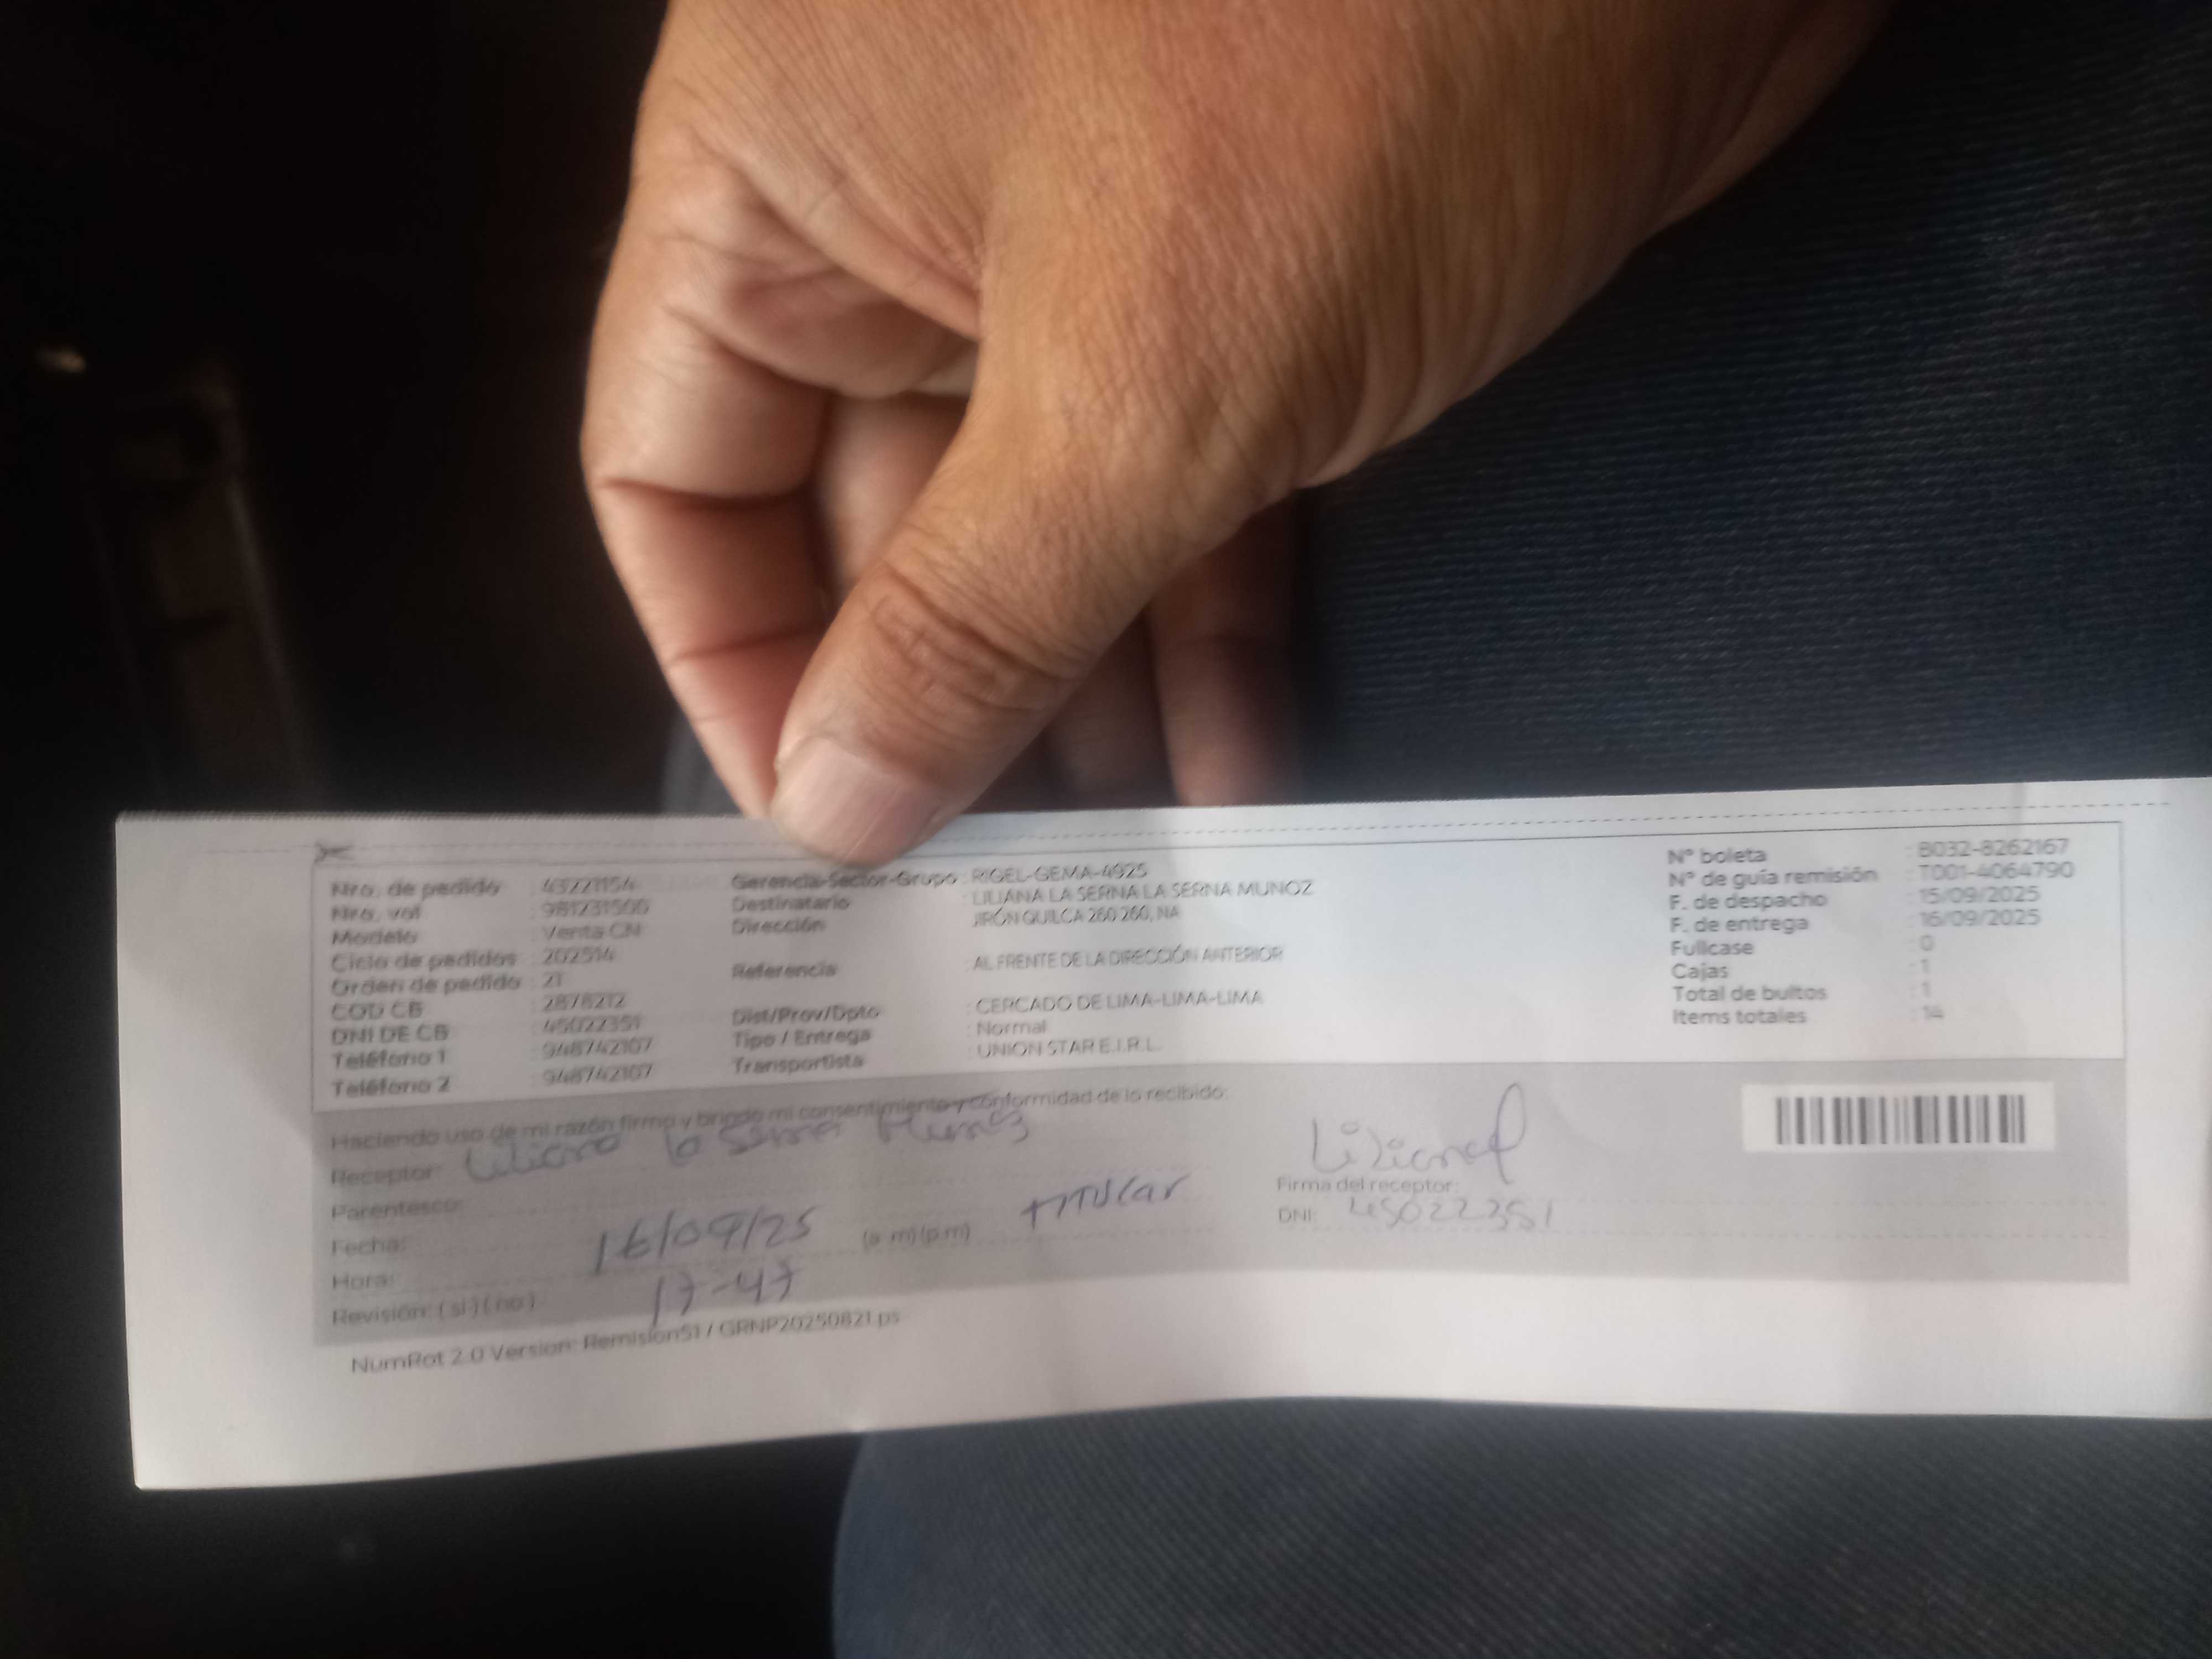 Nro. de pedido : 43221154
Nro. vol : 981231500
Modelo : Venta CN
Ciclo de pedidos : 202514
Orden de pedido : 21
COD CB : 2878212
DNI DE CB : 45022351
Teléfono 1 : 948742107
Teléfono 2 : 948742107
Gerencia-Sector-Grupo : RIGEL-GEMA-4925
Destinatario : LILIANA LA SERNA LA SERNA MUNOZ
Dirección : JIRÓN QUILCA 260 260, NA
Referencia : AL FRENTE DE LA DIRECCIÓN ANTERIOR
Dist/Prov/Dpto : CERCADO DE LIMA-LIMA-LIMA
Tipo / Entrega : Normal
Transportista : UNION STAR E.I.R.L.
N° boleta : B032-8262167
N° de guía remisión : T001-4064790
F. de despacho : 15/09/2025
F. de entrega : 16/09/2025
Fullcase : 0
Cajas : 1
Total de bultos : 1
Items totales : 14
Haciendo uso de mi razón firmo y brindo mi consentimiento y conformidad de lo recibido:
Receptor: Liliana la Serna Muñoz
Parentesco: titular
Fecha: 16/09/25 (a.m) (p.m)
Hora: 17-47
Revisión: ( si ) ( no )
Liliana
Firma del receptor:
DNI: 45022351
NumRot 2.0 Version: Remision51 / GRNP20250821.ps